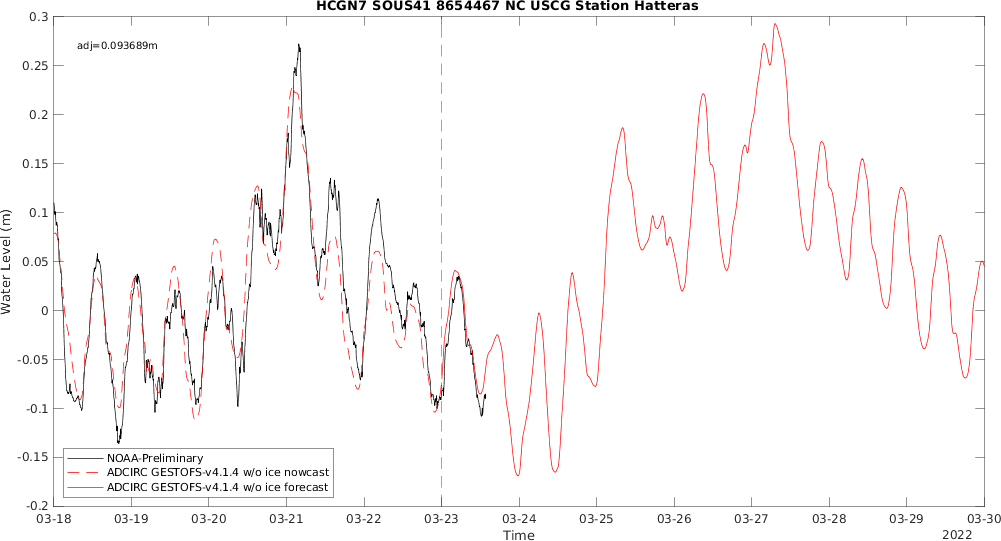 HCGN7 SOUS41 8654467 NC USCG Station Hatteras
adj=0.093689m
Water Level (m)
0.3
0.25
0.2
0.15
0.1
0.05
0
-0.05
-0.1
-0.15
-0.2
NOAA-Preliminary
ADCIRC GESTOFS-v4.1.4 w/o ice nowcast
ADCIRC GESTOFS-v4.1.4 w/o ice forecast
03-18 03-19 03-20 03-21 03-22 03-23 03-24 03-25 03-26 03-27 03-28 03-29 03-30
Time
2022